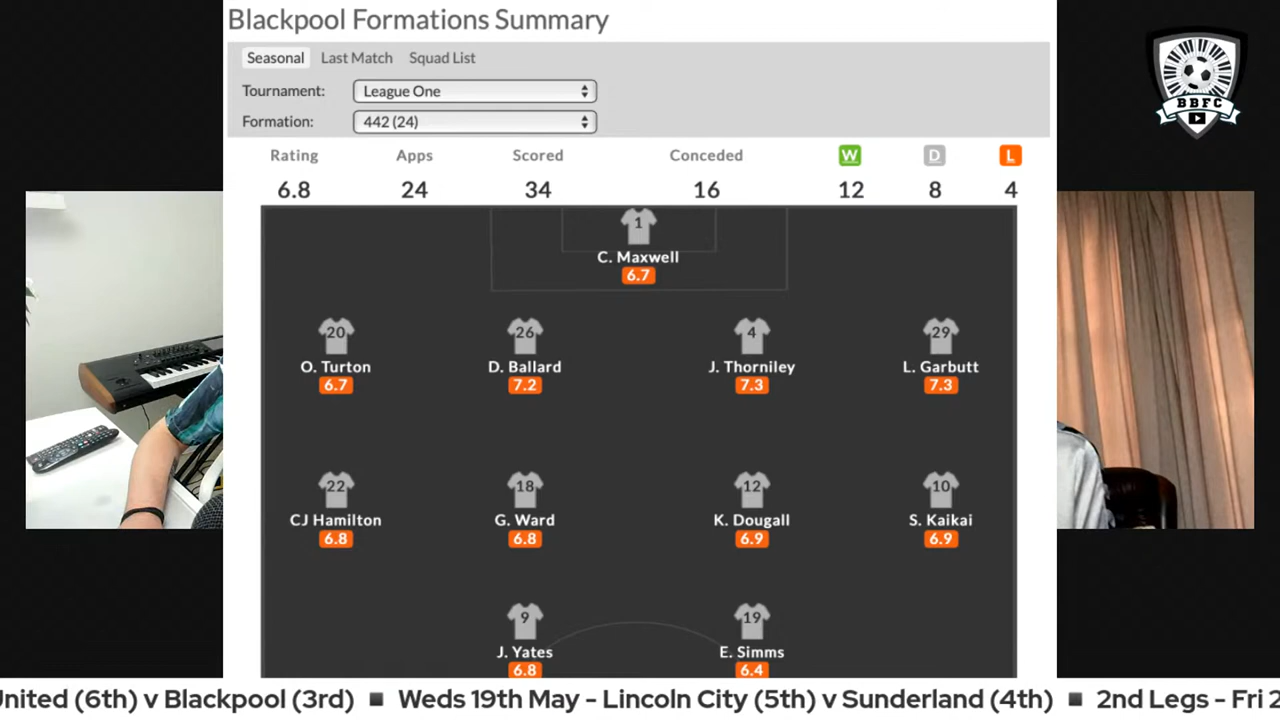 Blackpool Formations Summary
Seasonal Last Match Squad List
Tournament: League One
Formation: 442 (24)
Rating Apps Scored Conceded W D L
6.8 24 34 16 12 8 4
1
C. Maxwell
6.7
20 26 4 29
O. Turton D. Ballard J. Thorniley L. Garbutt
6.7 7.2 7.3 7.3
22 18 12 10
CJ Hamilton G. Ward K. Dougall S. Kaikai
6.8 6.8 6.9 6.9
9 19
J. Yates E. Simms
6.8 6.4
BBFC
United (6th) v Blackpool (3rd) ■ Weds 19th May - Lincoln City (5th) v Sunderland (4th) ■ 2nd Legs - Fri 2